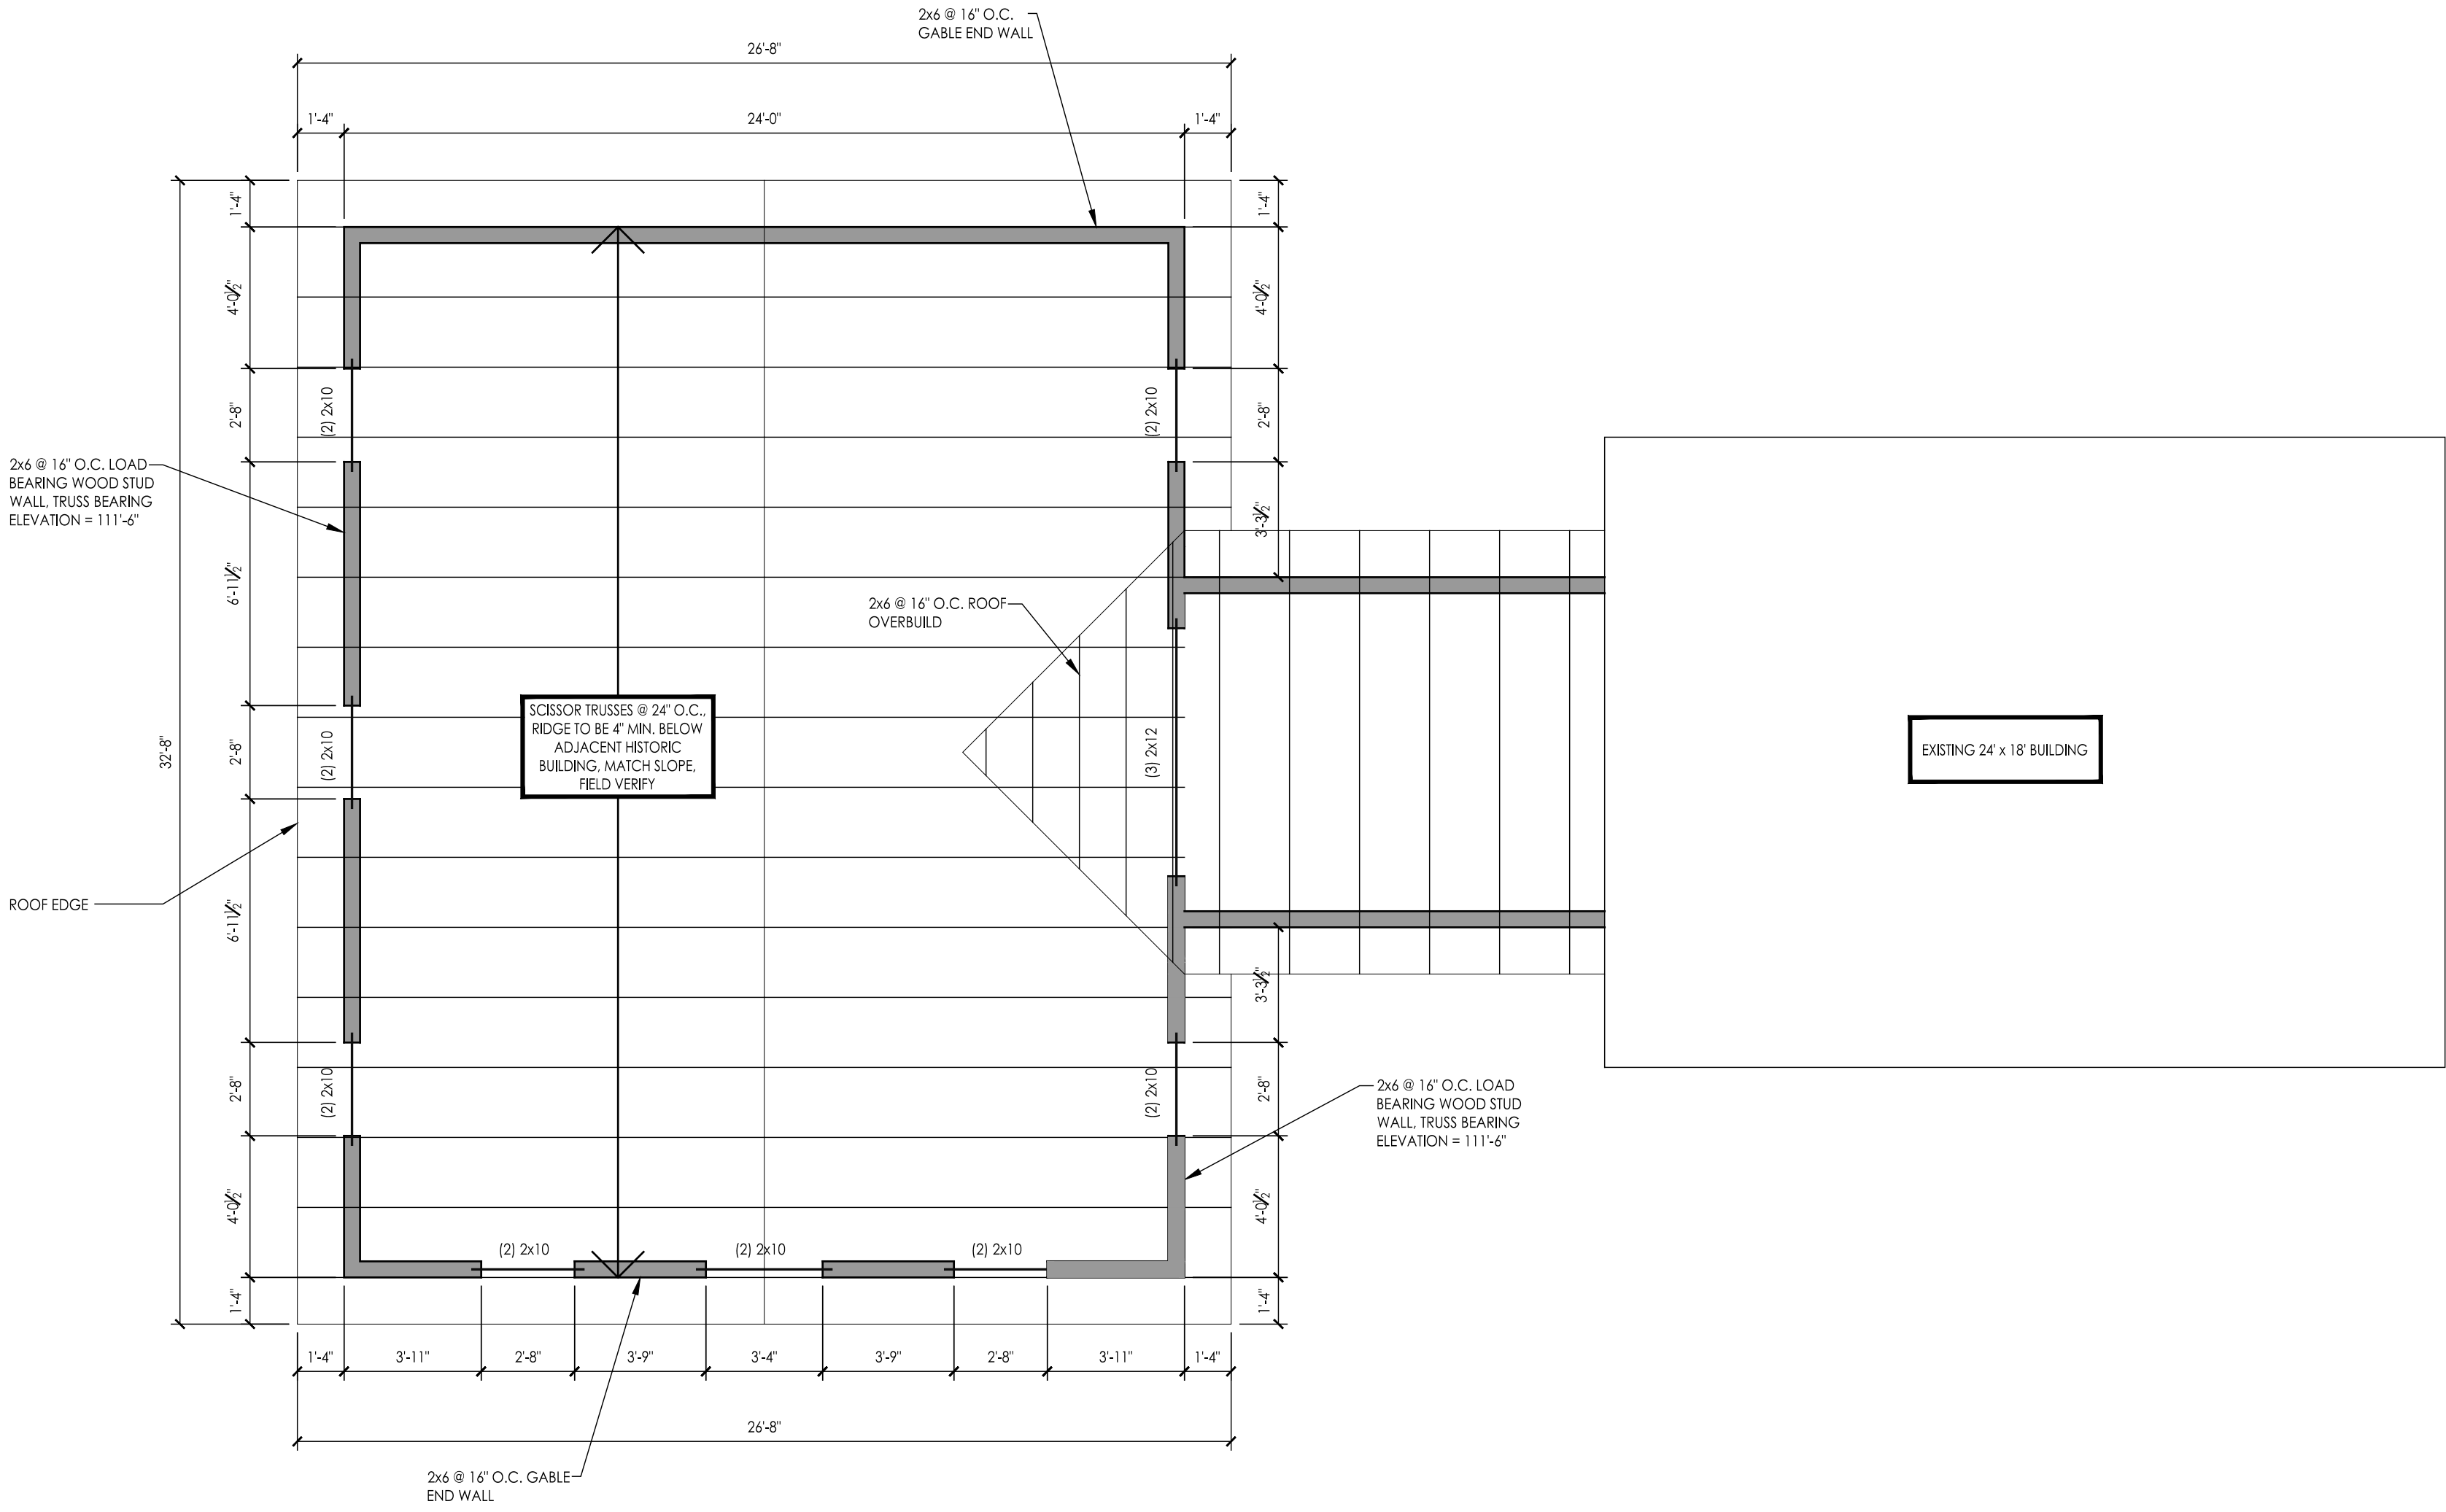 2x6 @ 16" O.C.
GABLE END WALL
26'-8"
1'-4"
24'-0"
1'-4"
1'-4"
4'-0½"
2'-8"
6'-11½"
2'-8"
6'-11½"
2'-8"
4'-0½"
1'-4"
32'-8"
2x6 @ 16" O.C. LOAD
BEARING WOOD STUD
WALL, TRUSS BEARING
ELEVATION = 111'-6"
ROOF EDGE
(2) 2x10
(2) 2x10
(2) 2x10
SCISSOR TRUSSES @ 24" O.C.,
RIDGE TO BE 4" MIN. BELOW
ADJACENT HISTORIC
BUILDING, MATCH SLOPE,
FIELD VERIFY
2x6 @ 16" O.C. ROOF
OVERBUILD
(2) 2x10
(3) 2x12
(2) 2x10
1'-4"
4'-0½"
2'-8"
3'-3½"
3'-3½"
2'-8"
4'-0½"
1'-4"
EXISTING 24' x 18' BUILDING
2x6 @ 16" O.C. LOAD
BEARING WOOD STUD
WALL, TRUSS BEARING
ELEVATION = 111'-6"
(2) 2x10
(2) 2x10
(2) 2x10
1'-4"
3'-11"
2'-8"
3'-9"
3'-4"
3'-9"
2'-8"
3'-11"
1'-4"
26'-8"
2x6 @ 16" O.C. GABLE
END WALL